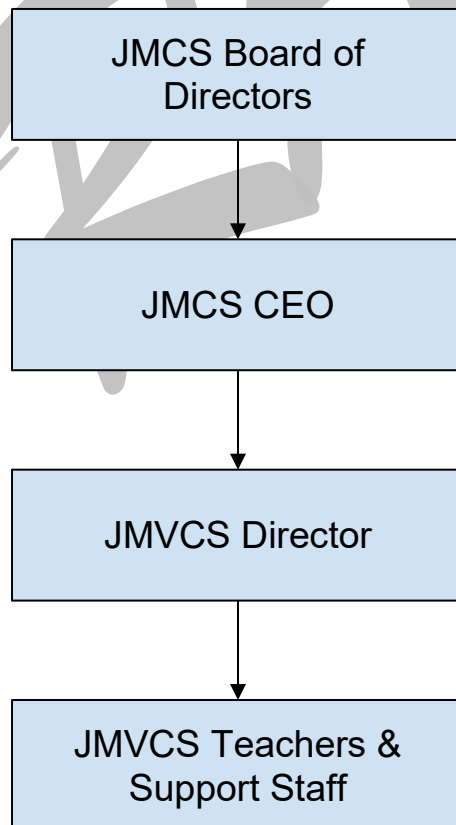 JMCS Board of
Directors
JMCS CEO
JMVCS Director
JMVCS Teachers &
Support Staff